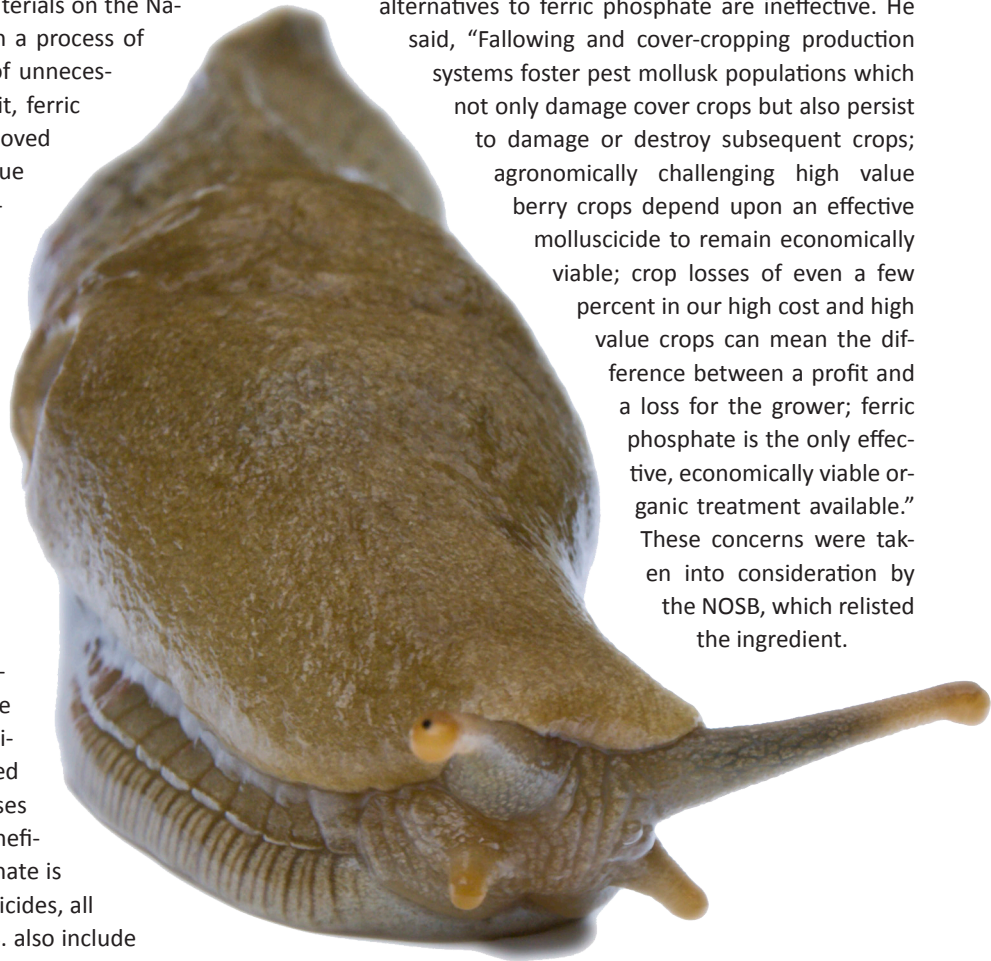 terials on the Na-
a process of
of unneces-
it, ferric
oved
ue
-
-
e
i-
ed
ses
nefi-
nate is
icides, all
. also include
alternatives to ferric phosphate are ineffective. He
said, “Fallowing and cover-cropping production
systems foster pest mollusk populations which
not only damage cover crops but also persist
to damage or destroy subsequent crops;
agronomically challenging high value
berry crops depend upon an effective
molluscicide to remain economically
viable; crop losses of even a few
percent in our high cost and high
value crops can mean the dif-
ference between a profit and
a loss for the grower; ferric
phosphate is the only effec-
tive, economically viable or-
ganic treatment available.”
These concerns were tak-
en into consideration by
the NOSB, which relisted
the ingredient.